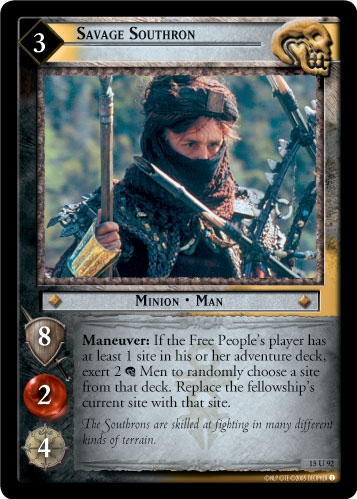 3
SAVAGE SOUTHRON
MINION • MAN
8
Maneuver: If the Free People's player has
at least 1 site in his or her adventure deck,
exert 2 Men to randomly choose a site
from that deck. Replace the fellowship's
current site with that site.
2
The Southrons are skilled at fighting in many different
kinds of terrain.
4
15 U 92